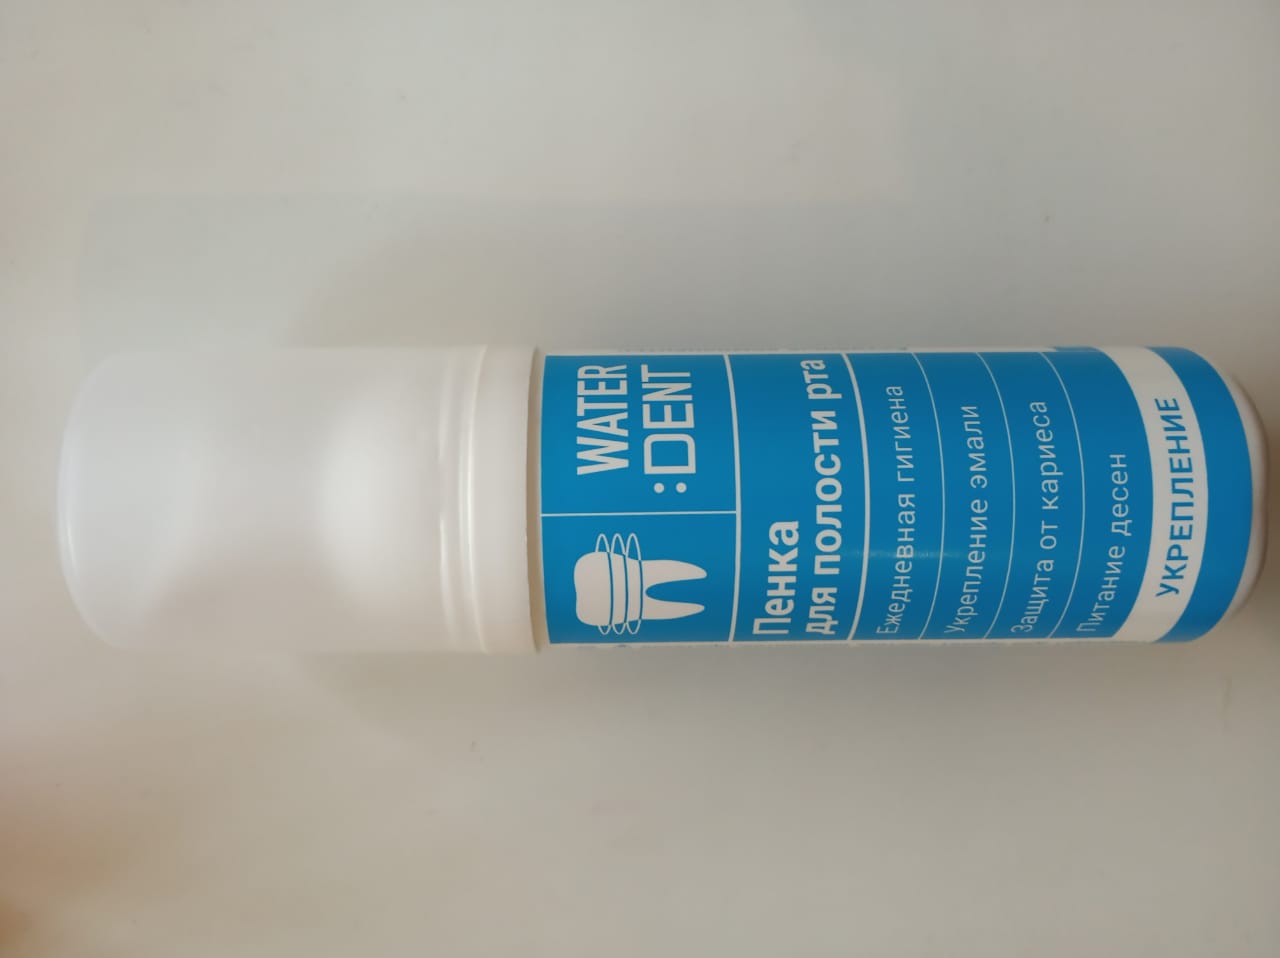 WATER
:DENT
Пенка
для полости рта
Ежедневная гигиена
Укрепление эмали
Защита от кариеса
Питание десен
УКРЕПЛЕНИЕ